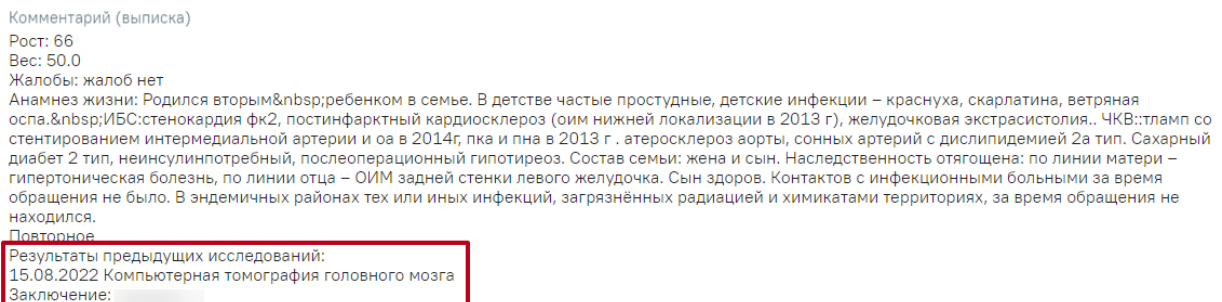 Комментарий (выписка)
Рост: 66
Вес: 50.0
Жалобы: жалоб нет
Анамнез жизни: Родился вторым&nbsp;ребенком в семье. В детстве частые простудные, детские инфекции – краснуха, скарлатина, ветряная
оспа.&nbsp;ИБС:стенокардия фк2, постинфарктный кардиосклероз (оим нижней локализации в 2013 г), желудочковая экстрасистолия.. ЧКВ::тламп со
стентированием интермедиальной артерии и оа в 2014г, пка и пна в 2013 г . атеросклероз аорты, сонных артерий с дислипидемией 2а тип. Сахарный
диабет 2 тип, неинсулинпотребный, послеоперационный гипотиреоз. Состав семьи: жена и сын. Наследственность отягощена: по линии матери –
гипертоническая болезнь, по линии отца – ОИМ задней стенки левого желудочка. Сын здоров. Контактов с инфекционными больными за время
обращения не было. В эндемичных районах тех или иных инфекций, загрязнённых радиацией и химикатами территориях, за время обращения не
находился.
Повторное
Результаты предыдущих исследований:
15.08.2022 Компьютерная томография головного мозга
Заключение: